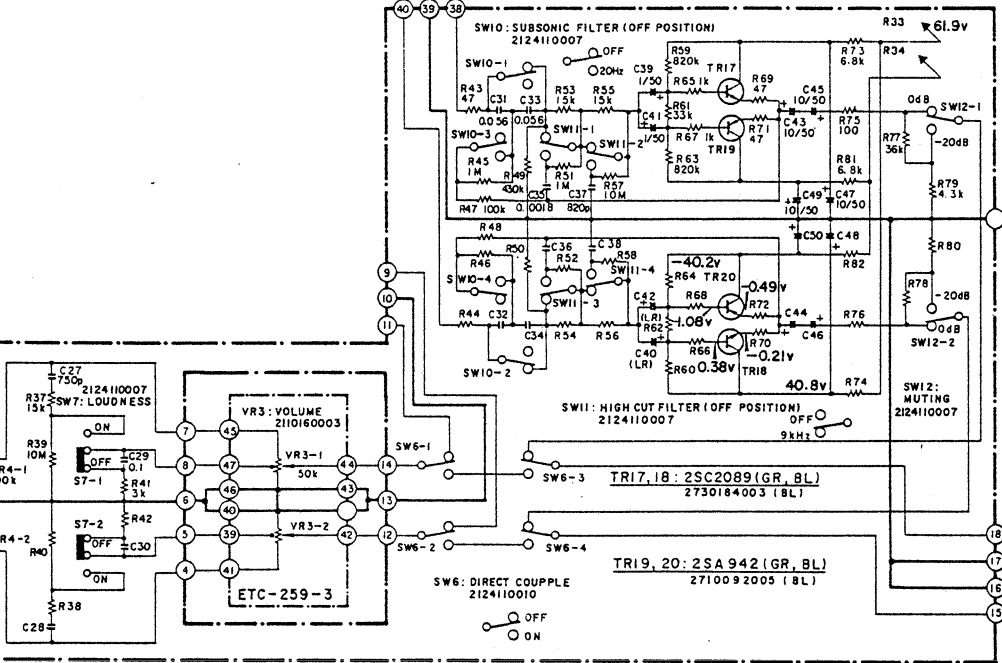 40 39 38
SW10 : SUBSONIC FILTER (OFF POSITION)
2124110007
R33
61.9v
R34
SW10-1
OFF
20Hz
R59
820k
TR17
R73
6.8k
C39
1/50
R65 1k
R69
47
C45
10/50
R43
47
C31
0.056
C33
0.056
R53
15k
R55
15k
R61
33k
C41
1/50
R67 1k
TR19
R71
47
C43
10/50
R75
100
0dB
SW12-1
-20dB
R77
36k
SW10-3
SW11-1
SW11-2
R45
1M
R49
430k
R51
1M
R57
10M
R63
820k
R81
6.8k
R79
4.3k
R47 100k
C35
0.0018
C37
820p
C49
10/50
C47
10/50
R48
R50
C36
C38
C50
C48
R80
R46
R52
R58
-40.2v
R64 TR20
R82
9
SW10-4
SW11-3
SW11-4
-0.49v
R78
-20dB
10
C42
(LR)
R68
R72
C44
11
R44
C32
C34
R54
R56
R62
1.08v
C46
R76
0dB
SW12-2
SW10-2
C40
(LR)
R66
R60
0.38v
R70
-0.21v
TR18
40.8v
R74
SW12 :
MUTING
2124110007
SW11 : HIGH CUT FILTER (OFF POSITION)
2124110007
OFF
9kHz
C27
750p
2124110007
SW7 : LOUDNESS
R37
15k
ON
OFF
S7-1
R39
10M
C29
0.1
R41
3k
R4-1
00k
R4-2
R42
S7-2
OFF
C30
ON
R40
R38
C28
VR3 : VOLUME
2110160003
7 45
8 47
VR3-1
50k
44 14
6 46 43 13
40
5 39
VR3-2
42 12
4 41
ETC-259-3
SW6-1
SW6-3
SW6-2
SW6-4
TR17, 18 : 2SC2089 (GR, BL)
2730184003 (BL)
TR19, 20 : 2SA942 (GR, BL)
2710092005 (BL)
SW6 : DIRECT COUPPLE
2124110010
OFF
ON
18
17
16
15